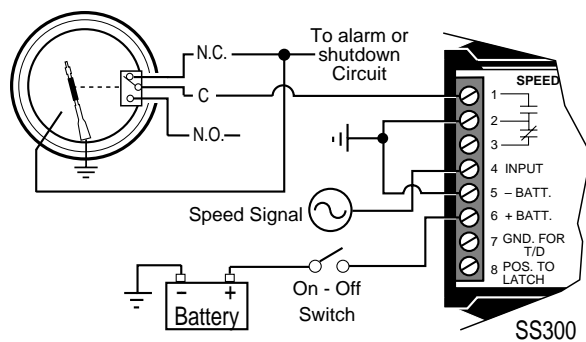 N.C.
C
N.O.
To alarm or
shutdown
Circuit
SPEED
1
2
3
4 INPUT
5 – BATT.
6 + BATT.
7 GND. FOR
T/D
8 POS. TO
LATCH
Speed Signal
On - Off
Switch
– +
Battery
SS300